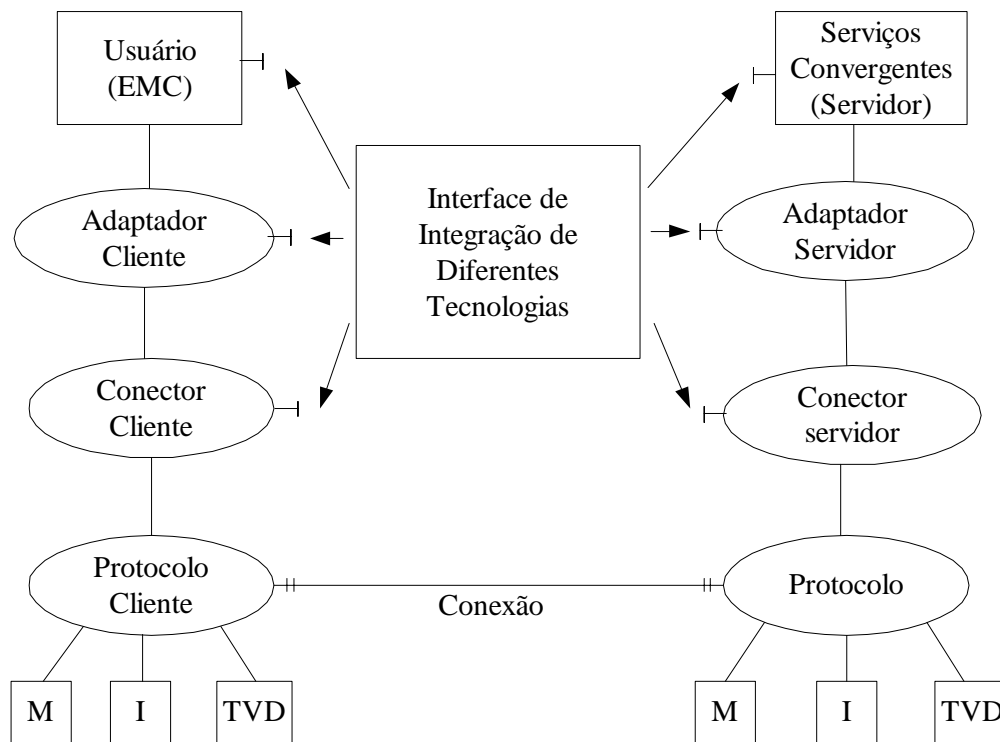 Usuário
(EMC)
Serviços
Convergentes
(Servidor)
Interface de
Integração de
Diferentes
Tecnologias
Adaptador
Cliente
Adaptador
Servidor
Conector
Cliente
Conector
servidor
Protocolo
Cliente
Conexão
Protocolo
M
I
TVD
M
I
TVD